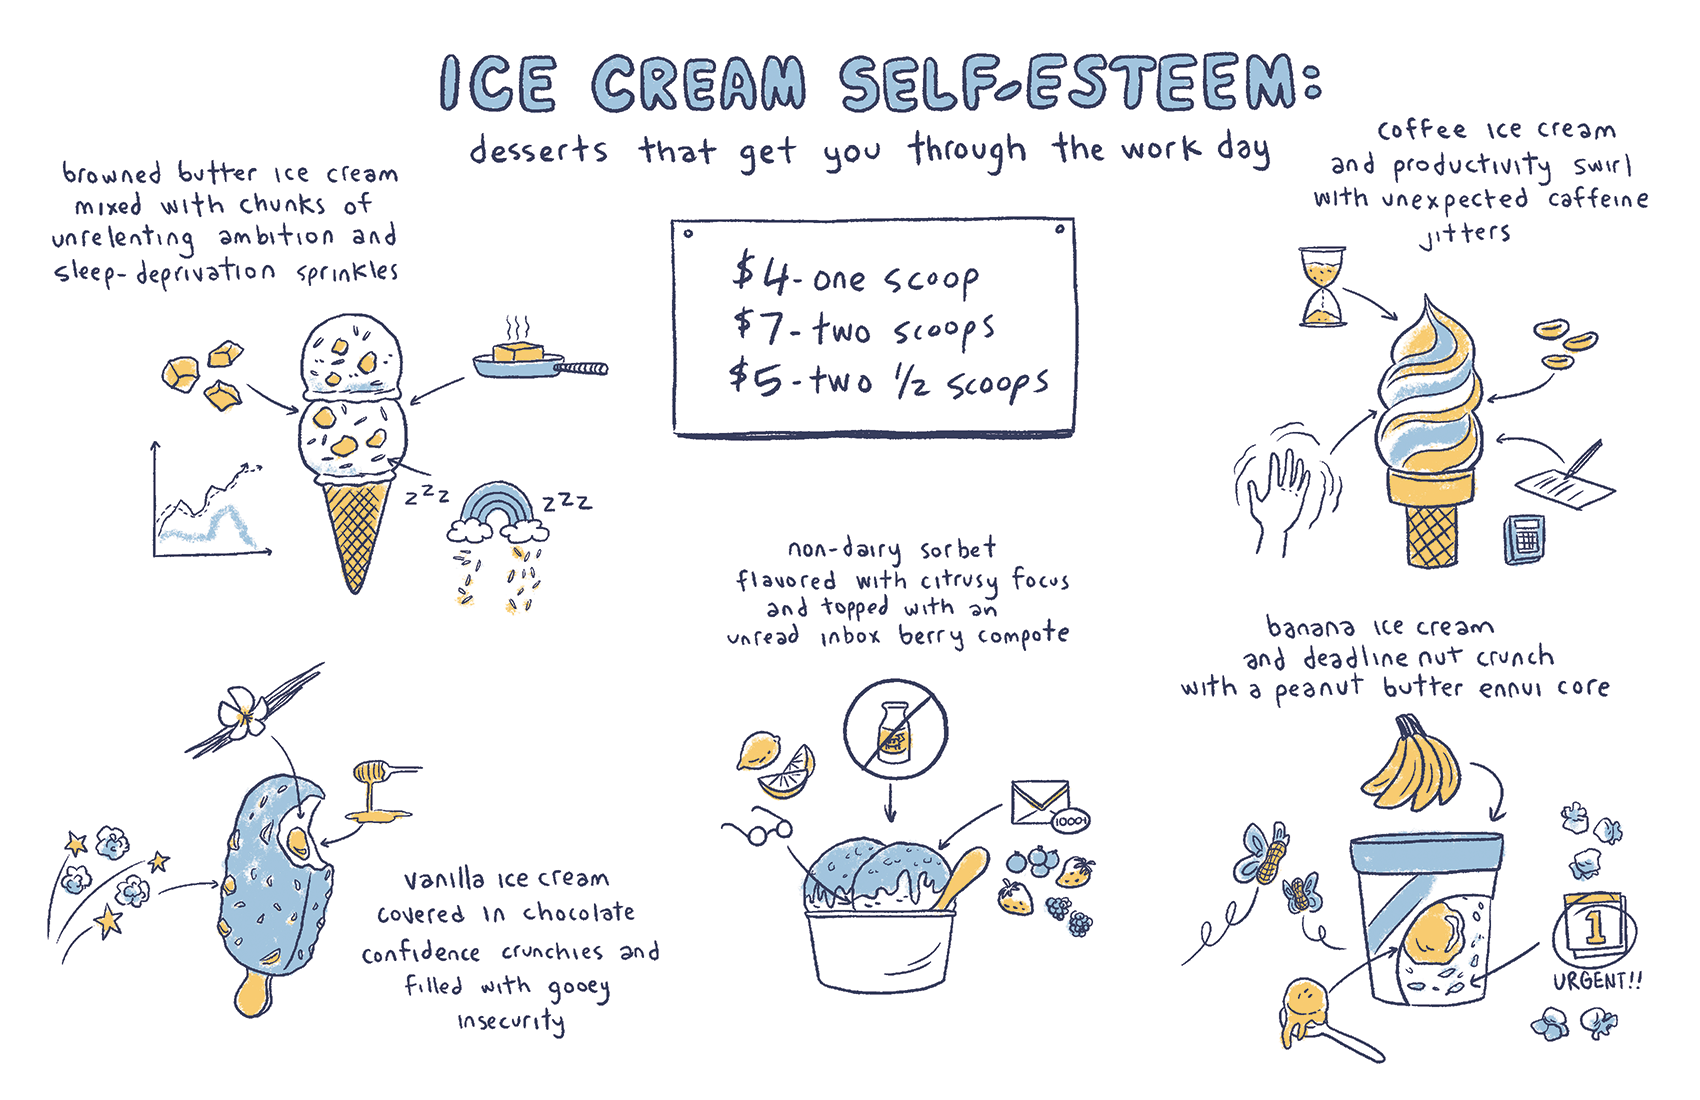 ICE CREAM SELF-ESTEEM:
desserts that get you through the work day
browned butter ice cream
mixed with chunks of
unrelenting ambition and
sleep-deprivation sprinkles
zzz
zzz
$4-one scoop
$7-two scoops
$5-two 1/2 scoops
coffee ice cream
and productivity swirl
with unexpected caffeine
jitters
vanilla ice cream
covered in chocolate
confidence crunchies and
filled with gooey
insecurity
non-dairy sorbet
flavored with citrusy focus
and topped with an
unread inbox berry compote
1000+
banana ice cream
and deadline nut crunch
with a peanut butter ennui core
1
URGENT!!